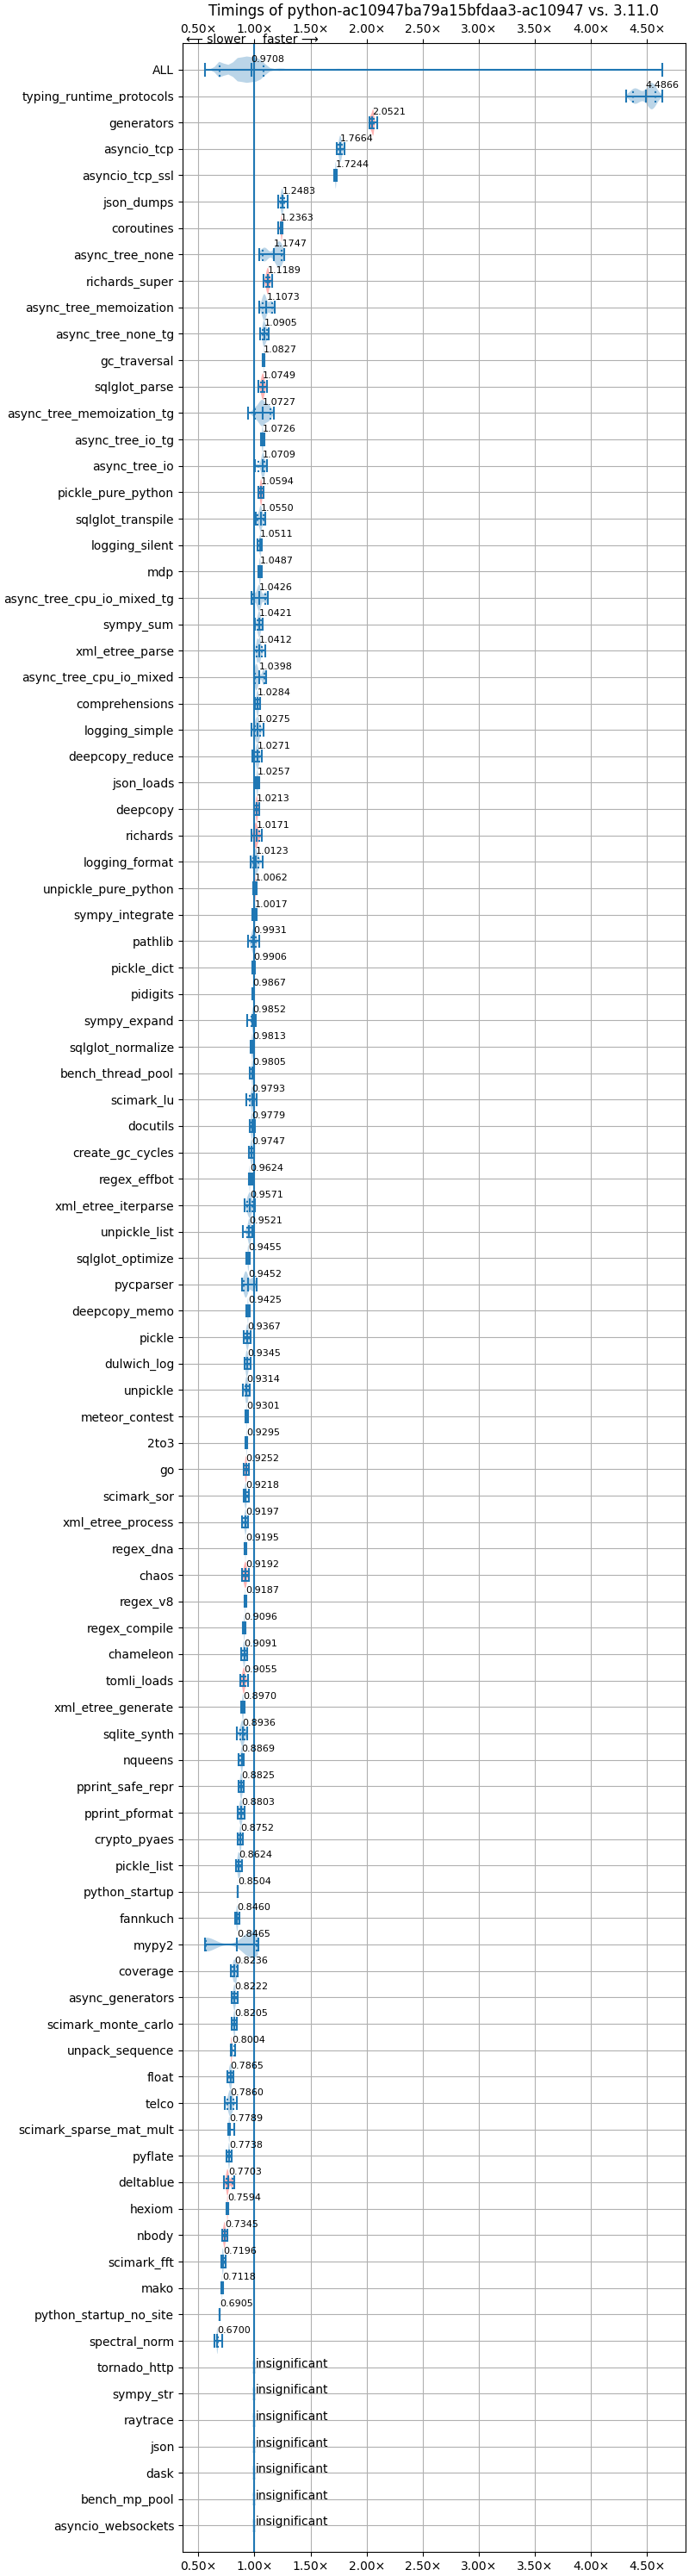 Timings of python-ac10947ba79a15bfdaa3-ac10947 vs. 3.11.0
0.50× 1.00× 1.50× 2.00× 2.50× 3.00× 3.50× 4.00× 4.50×
⟵ slower faster ⟶
ALL 0.9708
typing_runtime_protocols 4.4866
generators 2.0521
asyncio_tcp 1.7664
asyncio_tcp_ssl 1.7244
json_dumps 1.2483
coroutines 1.2363
async_tree_none 1.1747
richards_super 1.1189
async_tree_memoization 1.1073
async_tree_none_tg 1.0905
gc_traversal 1.0827
sqlglot_parse 1.0749
async_tree_memoization_tg 1.0727
async_tree_io_tg 1.0726
async_tree_io 1.0709
pickle_pure_python 1.0594
sqlglot_transpile 1.0550
logging_silent 1.0511
mdp 1.0487
async_tree_cpu_io_mixed_tg 1.0426
sympy_sum 1.0421
xml_etree_parse 1.0412
async_tree_cpu_io_mixed 1.0398
comprehensions 1.0284
logging_simple 1.0275
deepcopy_reduce 1.0271
json_loads 1.0257
deepcopy 1.0213
richards 1.0171
logging_format 1.0123
unpickle_pure_python 1.0062
sympy_integrate 1.0017
pathlib 0.9931
pickle_dict 0.9906
pidigits 0.9867
sympy_expand 0.9852
sqlglot_normalize 0.9813
bench_thread_pool 0.9805
scimark_lu 0.9793
docutils 0.9779
create_gc_cycles 0.9747
regex_effbot 0.9624
xml_etree_iterparse 0.9571
unpickle_list 0.9521
sqlglot_optimize 0.9455
pycparser 0.9452
deepcopy_memo 0.9425
pickle 0.9367
dulwich_log 0.9345
unpickle 0.9314
meteor_contest 0.9301
2to3 0.9295
go 0.9252
scimark_sor 0.9218
xml_etree_process 0.9197
regex_dna 0.9195
chaos 0.9192
regex_v8 0.9187
regex_compile 0.9096
chameleon 0.9091
tomli_loads 0.9055
xml_etree_generate 0.8970
sqlite_synth 0.8936
nqueens 0.8869
pprint_safe_repr 0.8825
pprint_pformat 0.8803
crypto_pyaes 0.8752
pickle_list 0.8624
python_startup 0.8504
fannkuch 0.8460
mypy2 0.8465
coverage 0.8236
async_generators 0.8222
scimark_monte_carlo 0.8205
unpack_sequence 0.8004
float 0.7865
telco 0.7860
scimark_sparse_mat_mult 0.7789
pyflate 0.7738
deltablue 0.7703
hexiom 0.7594
nbody 0.7345
scimark_fft 0.7196
mako 0.7118
python_startup_no_site 0.6905
spectral_norm 0.6700
tornado_http insignificant
sympy_str insignificant
raytrace insignificant
json insignificant
dask insignificant
bench_mp_pool insignificant
asyncio_websockets insignificant
0.50× 1.00× 1.50× 2.00× 2.50× 3.00× 3.50× 4.00× 4.50×